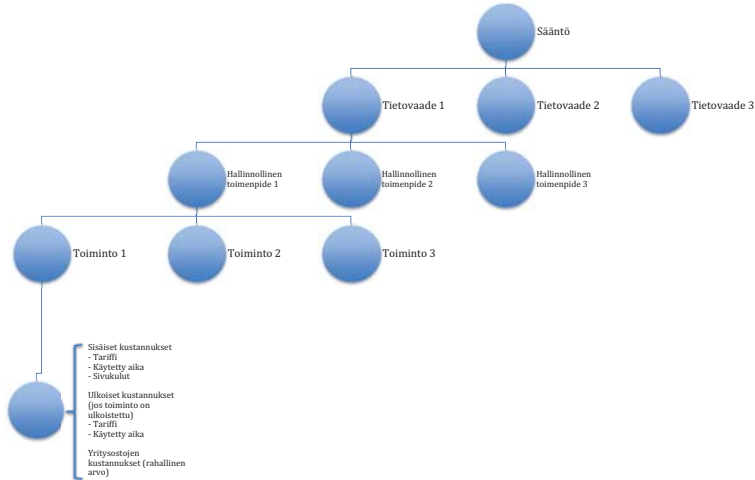 Sääntö
Tietovaade 1
Tietovaade 2
Tietovaade 3
Hallinnollinen
toimenpide 1
Hallinnollinen
toimenpide 2
Hallinnollinen
toimenpide 3
Toiminto 1
Toiminto 2
Toiminto 3
Sisäiset kustannukset
- Tariffi
- Käytetty aika
- Sivukulut
Ulkoiset kustannukset
(jos toiminto on
ulkoistettu)
- Tariffi
- Käytetty aika
Yritysostojen
kustannukset (rahallinen
arvo)